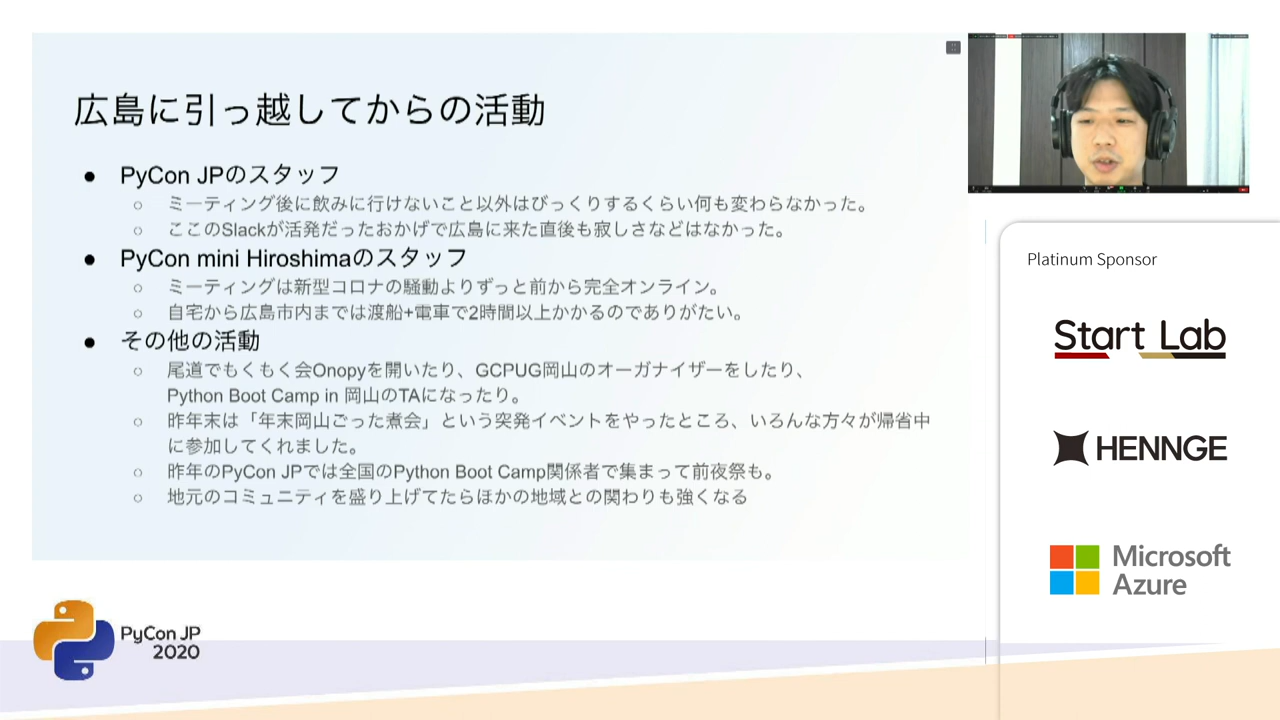 広島に引っ越してからの活動
● PyCon JPのスタッフ
○ ミーティング後に飲みに行けないこと以外はびっくりするくらい何も変わらなかった。
○ ここのSlackが活発だったおかげで広島に来た直後も寂しさなどはなかった。
● PyCon mini Hiroshimaのスタッフ
○ ミーティングは新型コロナの騒動よりずっと前から完全オンライン。
○ 自宅から広島市内までは渡船+電車で2時間以上かかるのでありがたい。
● その他の活動
○ 尾道でもくもく会Onopyを開いたり、GCPUG岡山のオーガナイザーをしたり、
Python Boot Camp in 岡山のTAになったり。
○ 昨年末は「年末岡山ごった煮会」という突発イベントをやったところ、いろんな方々が帰省中
に参加してくれました。
○ 昨年のPyCon JPでは全国のPython Boot Camp関係者で集まって前夜祭も。
○ 地元のコミュニティを盛り上げてたらほかの地域との関わりも強くなる
Platinum Sponsor
Start Lab
HENNGE
Microsoft
Azure
PyCon JP
2020